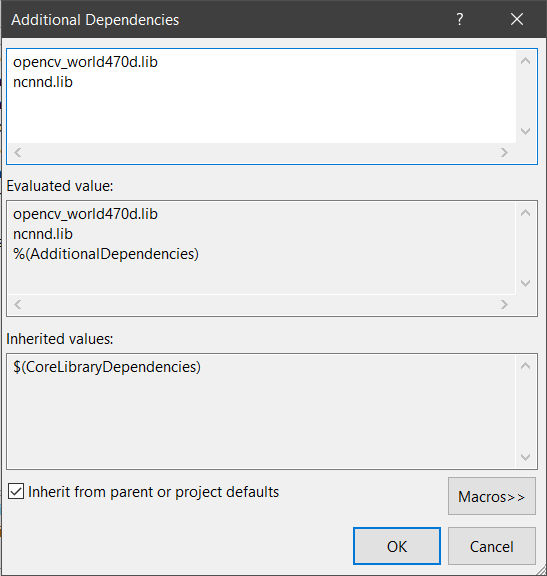 Additional Dependencies
?
opencv_world470d.lib
ncnnd.lib
Evaluated value:
opencv_world470d.lib
ncnnd.lib
%(AdditionalDependencies)
Inherited values:
$(CoreLibraryDependencies)
Inherit from parent or project defaults
Macros>>
OK
Cancel